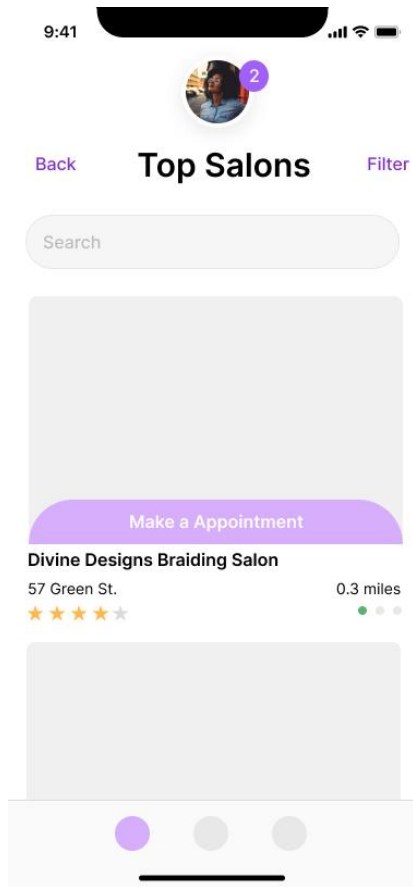 9:41
2
Back Top Salons Filter
Search
Make a Appointment
Divine Designs Braiding Salon
57 Green St. 0.3 miles